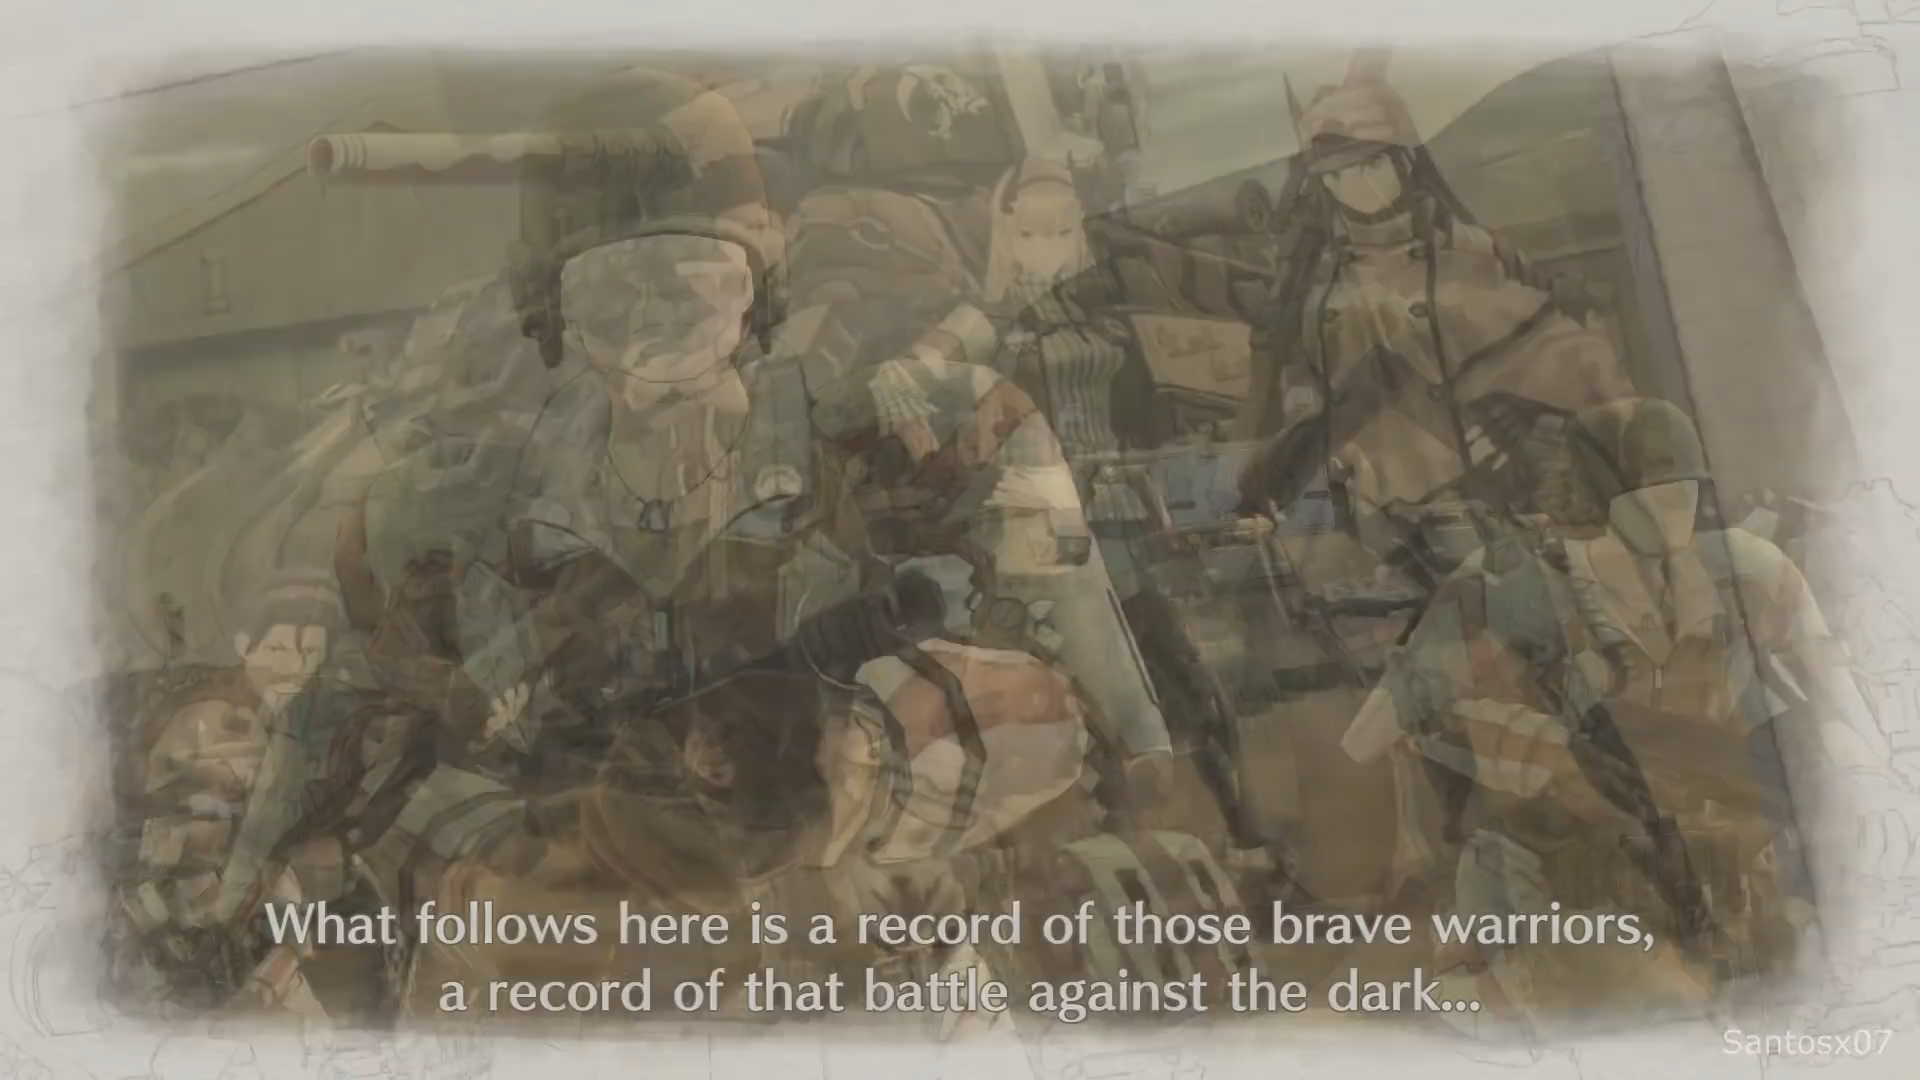 What follows here is a record of those brave warriors,
a record of that battle against the dark...
Santosx07